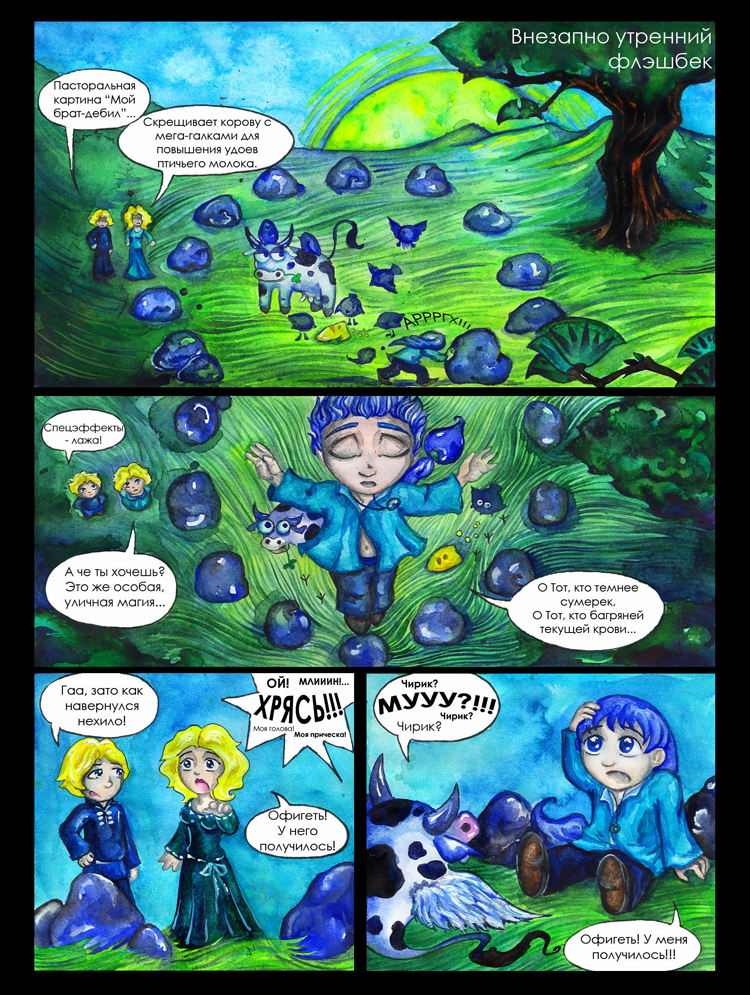 Внезапно утренний
флэшбек
Пасторальная
картина "Мой
брат-дебил"...
Скрещивает корову с
мега-галками для
повышения удоев
птичьего молока.
АРРРГХ!!!
Спецэффекты
- лажа!
А че ты хочешь?
Это же особая,
уличная магия...
О Тот, кто темнее
сумерек,
О Тот, кто багряней
текущей крови...
Гаа, зато как
навернулся
нехило!
ОЙ! МЛИИИН!...
ХРЯСЬ!!!
Моя голова!
Моя прическа!
Офигеть!
У него
получилось!
Чирик?
МУУУ?!!!
Чирик?
Чирик?
Офигеть! У меня
получилось!!!